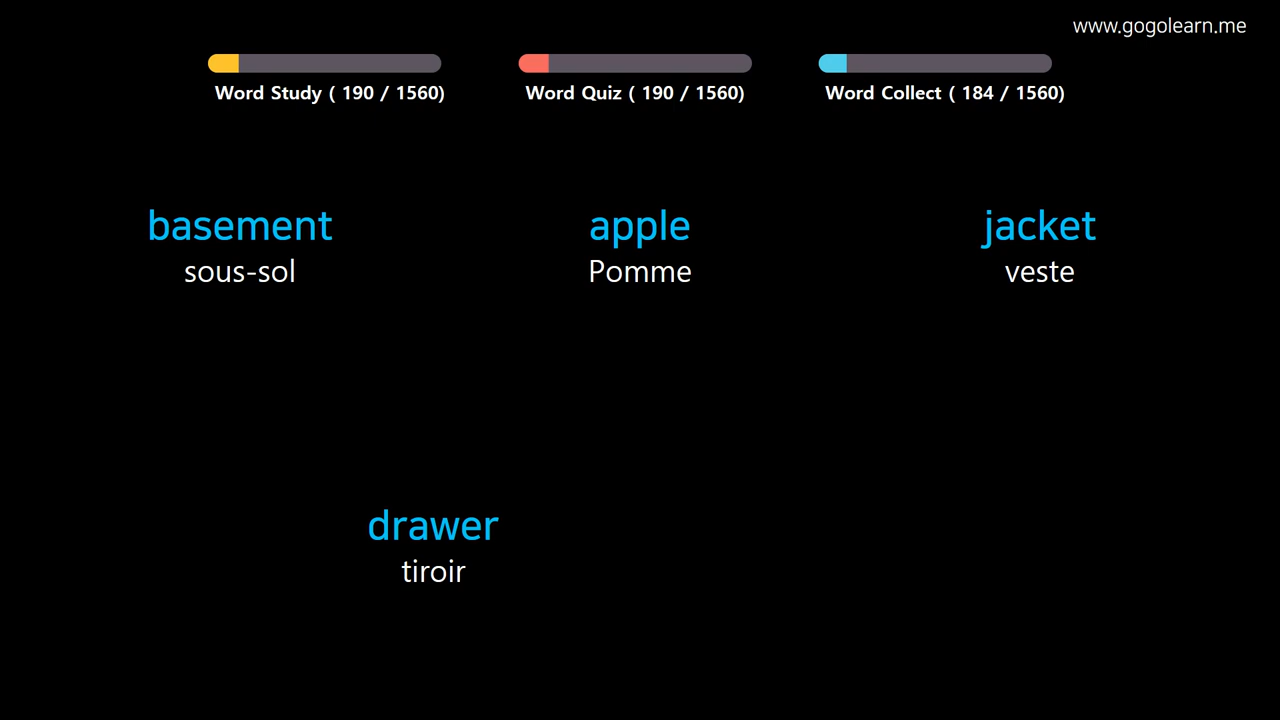 www.gogolearn.me
Word Study ( 190 / 1560)
Word Quiz ( 190 / 1560)
Word Collect ( 184 / 1560)
basement
sous-sol
apple
Pomme
jacket
veste
drawer
tiroir